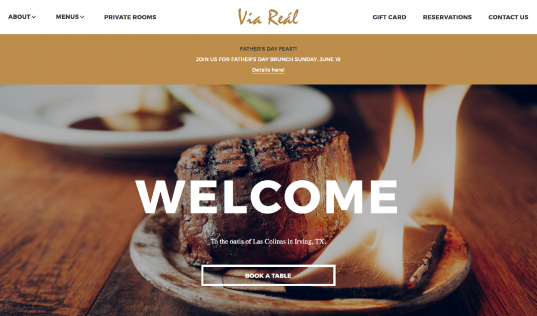 ABOUT
MENUS
PRIVATE ROOMS
Via Reál
GIFT CARD
RESERVATIONS
CONTACT US
FATHER'S DAY FEAST!
JOIN US FOR FATHER'S DAY BRUNCH SUNDAY, JUNE 18
Details here!
WELCOME
To the oasis of Las Colinas in Irving, TX.
BOOK A TABLE